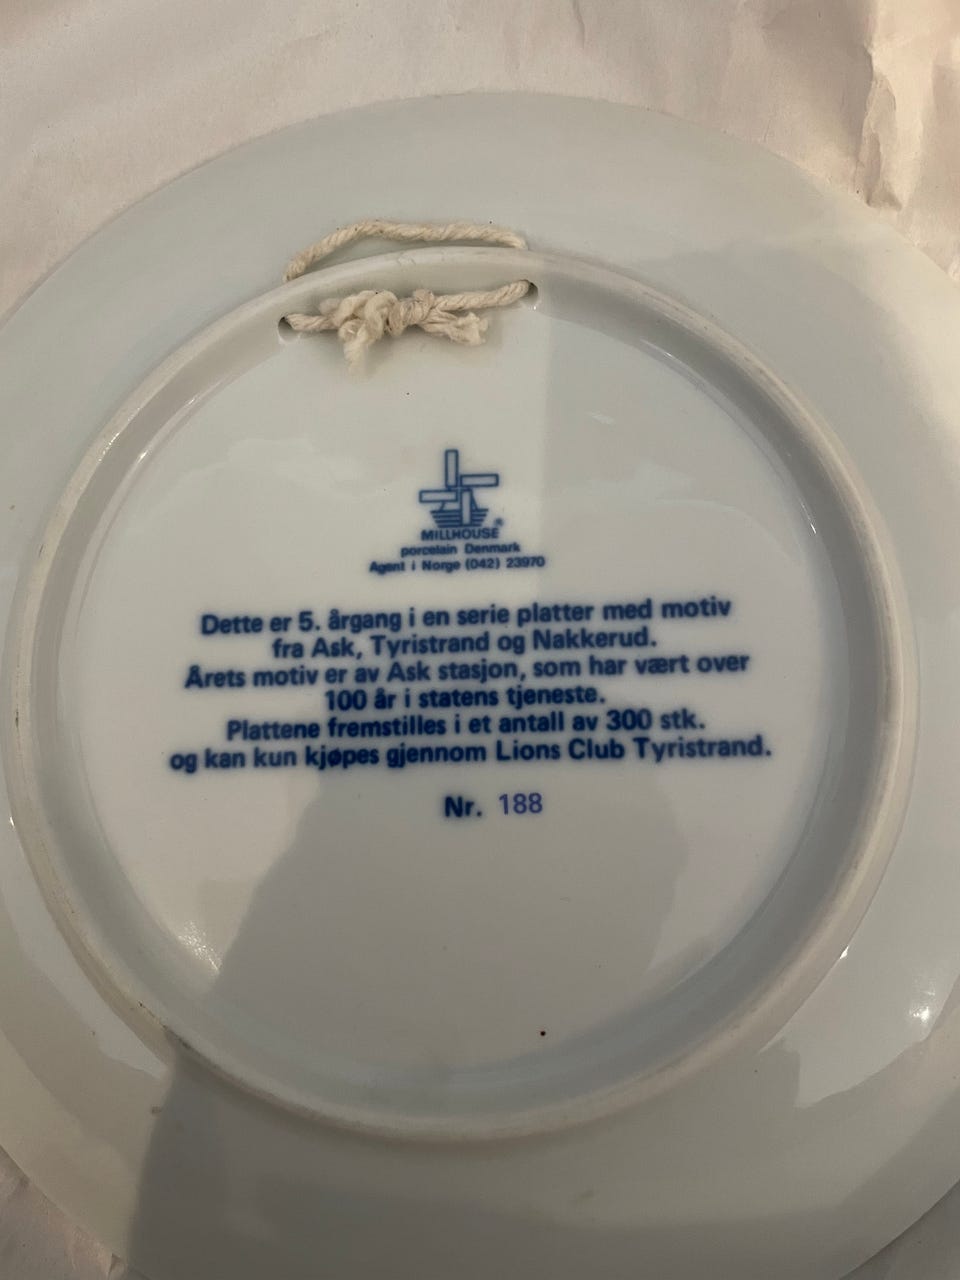 MILLHOUSE®
porcelain Denmark
Agent i Norge (042) 23970
Dette er 5. årgang i en serie platter med motiv
fra Ask, Tyristrand og Nakkerud.
Årets motiv er av Ask stasjon, som har vært over
100 år i statens tjeneste.
Plattene fremstilles i et antall av 300 stk.
og kan kun kjøpes gjennom Lions Club Tyristrand.
Nr. 188